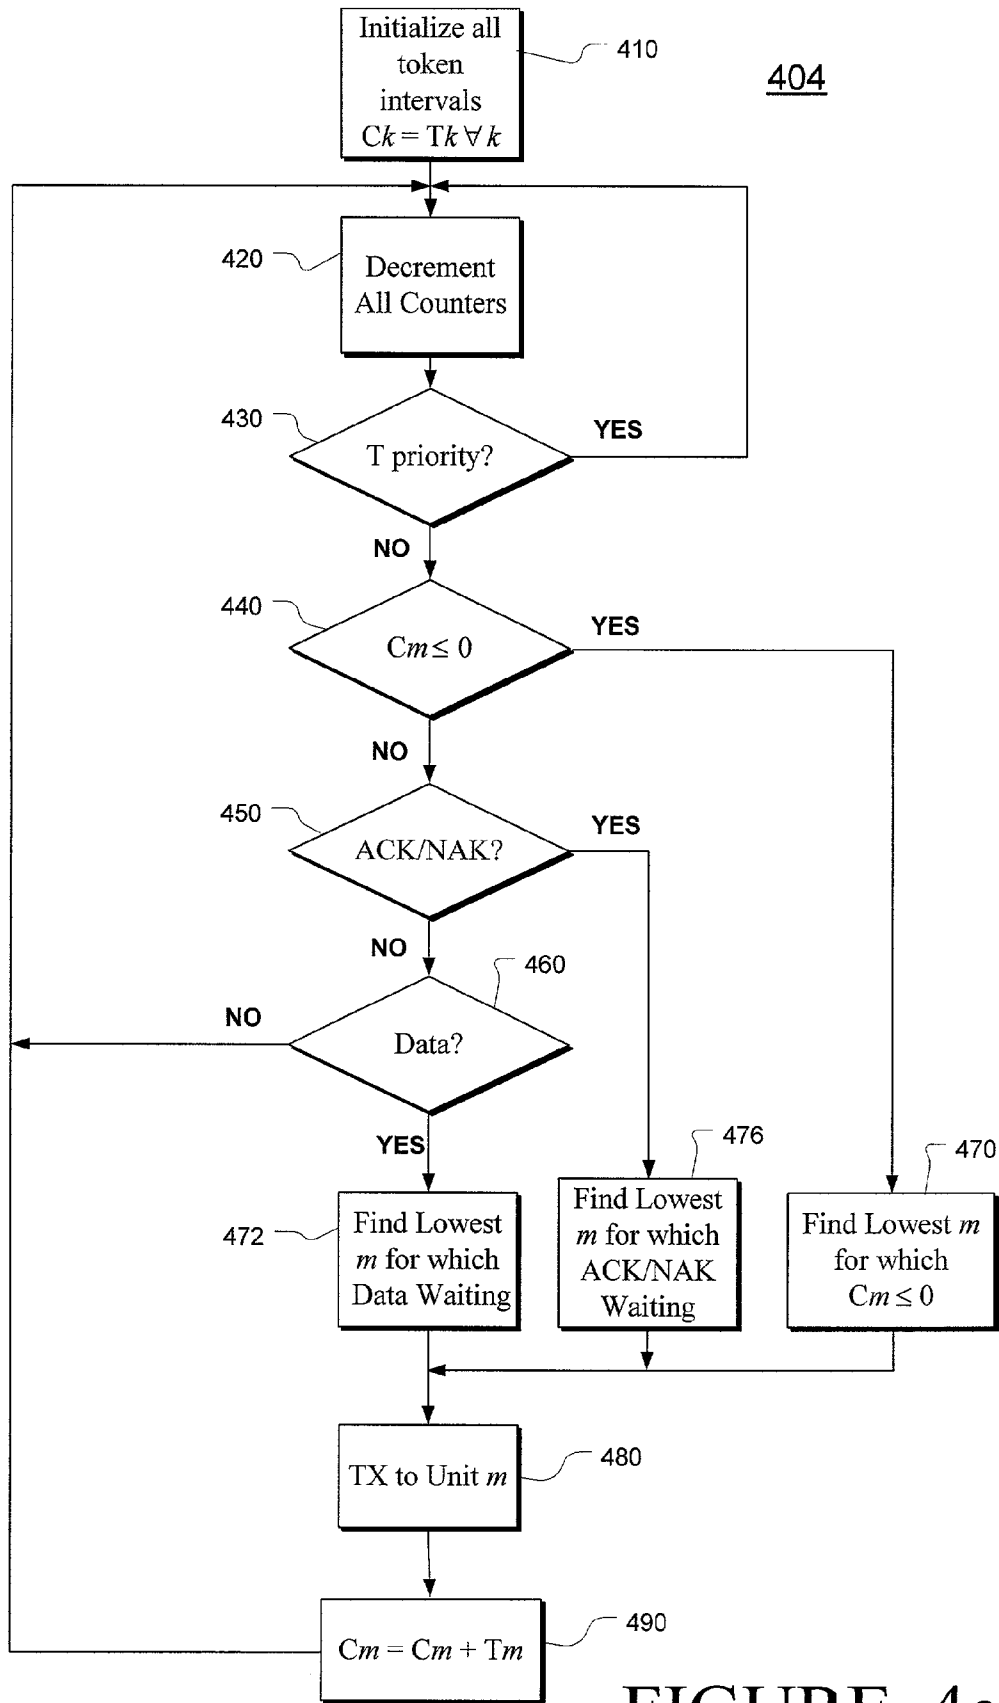 Initialize all
token
intervals
Ck = Tk ∀ k
410
404
420
Decrement
All Counters
430
T priority?
YES
NO
440
Cm ≤ 0
YES
NO
450
ACK/NAK?
YES
NO
460
Data?
NO
YES
472
Find Lowest
m for which
Data Waiting
476
Find Lowest
m for which
ACK/NAK
Waiting
470
Find Lowest m
for which
Cm ≤ 0
TX to Unit m
480
Cm = Cm + Tm
490
FIGURE